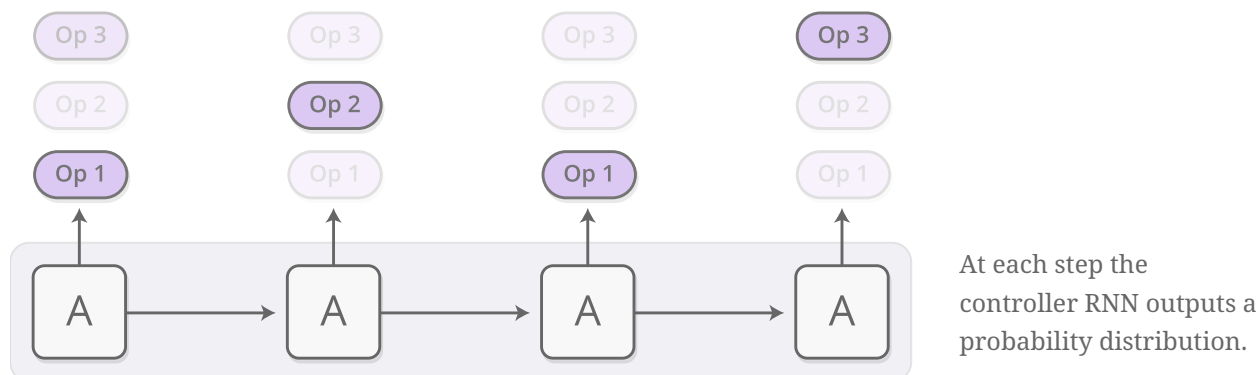 Op 3 Op 3 Op 3 Op 3
Op 2 Op 2 Op 2 Op 2
Op 1 Op 1 Op 1 Op 1
A A A A
At each step the
controller RNN outputs a
probability distribution.